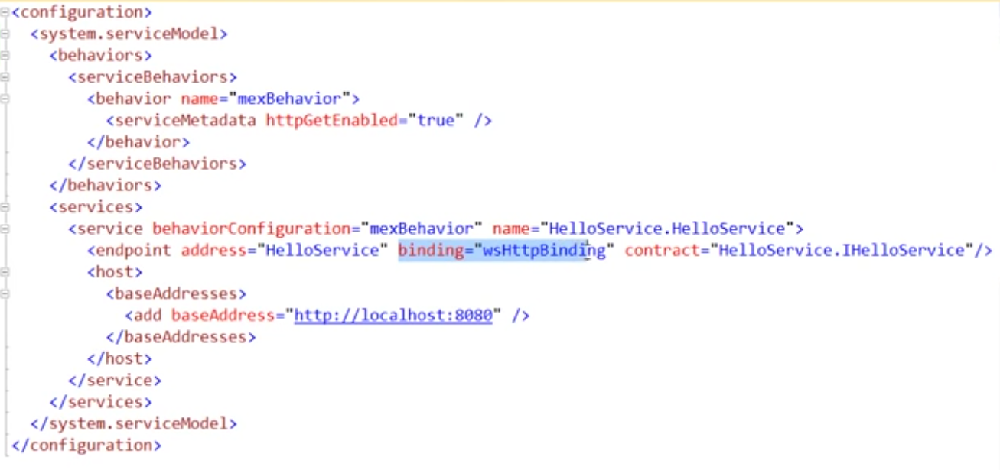 <configuration>
<system.serviceModel>
<behaviors>
<serviceBehaviors>
<behavior name="mexBehavior">
<serviceMetadata httpGetEnabled="true" />
</behavior>
</serviceBehaviors>
</behaviors>
<services>
<service behaviorConfiguration="mexBehavior" name="HelloService.HelloService">
<endpoint address="HelloService" binding="wsHttpBinding" contract="HelloService.IHelloService"/>
<host>
<baseAddresses>
<add baseAddress="http://localhost:8080" />
</baseAddresses>
</host>
</service>
</services>
</system.serviceModel>
</configuration>